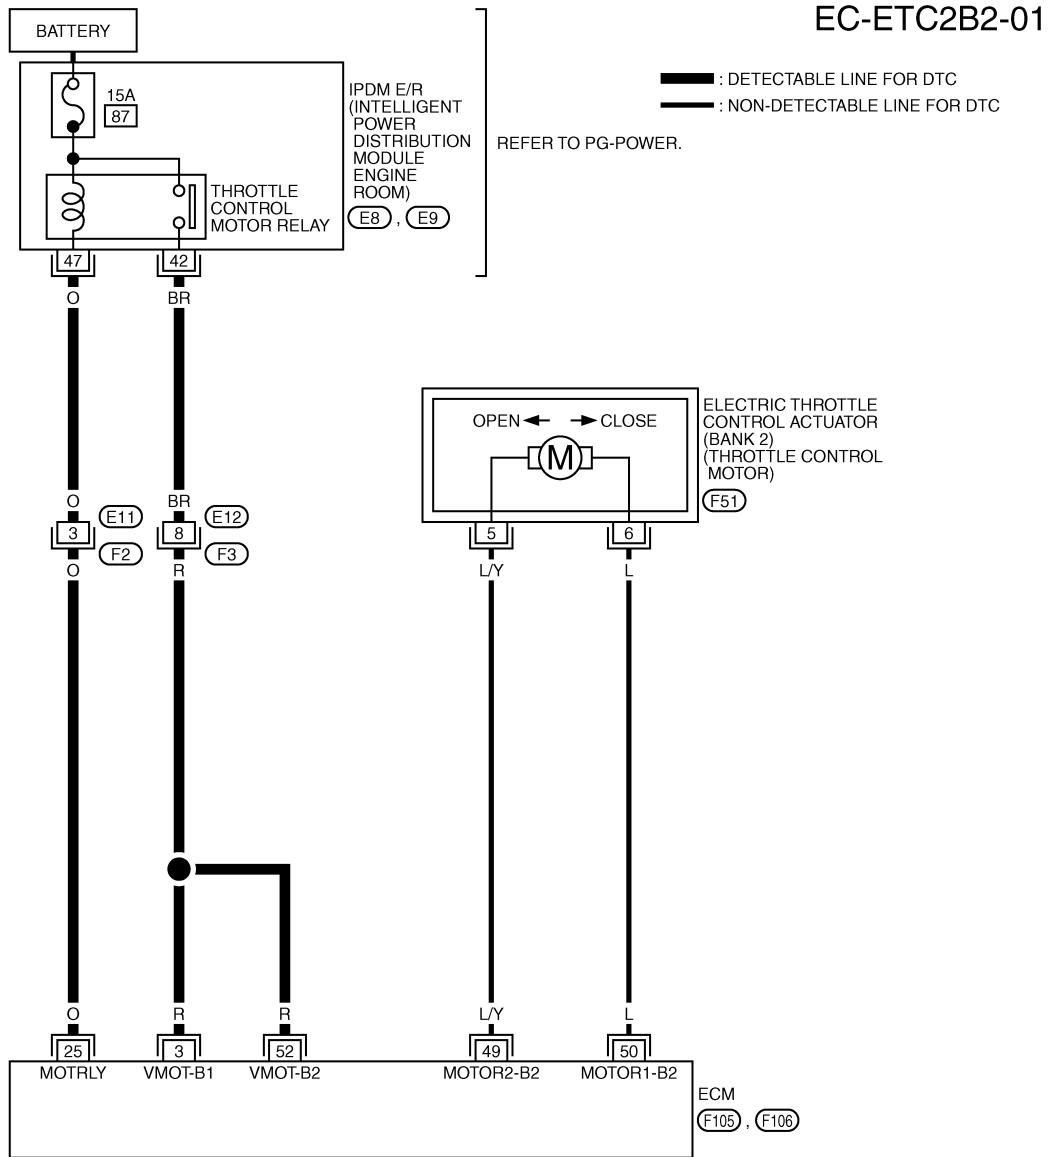 EC-ETC2B2-01
BATTERY
: DETECTABLE LINE FOR DTC
: NON-DETECTABLE LINE FOR DTC
15A
87
IPDM E/R
(INTELLIGENT
POWER
DISTRIBUTION
MODULE
ENGINE
ROOM)
E8 , E9
REFER TO PG-POWER.
THROTTLE
CONTROL
MOTOR RELAY
47 42
O BR
OPEN CLOSE
M
ELECTRIC THROTTLE
CONTROL ACTUATOR
(BANK 2)
(THROTTLE CONTROL
MOTOR)
F51
O BR
E11 E12
3 8
F2 F3
O R
5 6
L/Y L
O R R L/Y L
25 3 52 49 50
MOTRLY VMOT-B1 VMOT-B2 MOTOR2-B2 MOTOR1-B2
ECM
F105 , F106